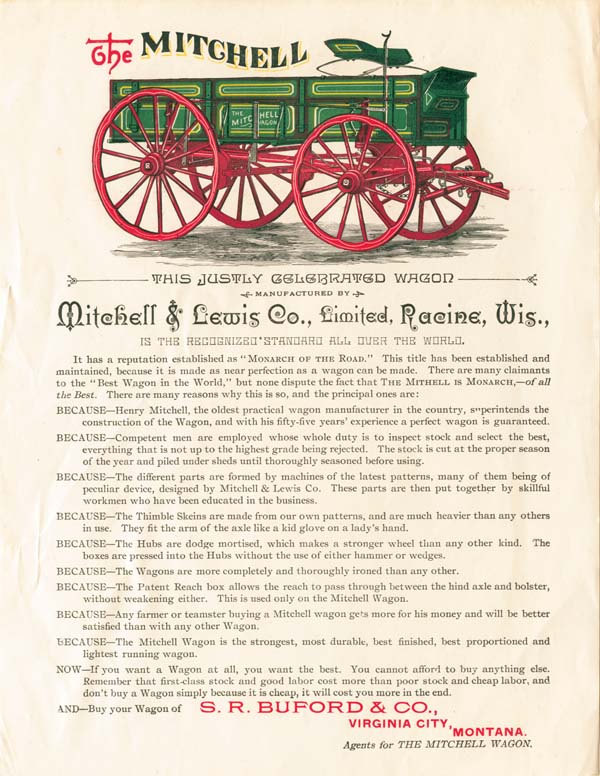 The MITCHELL
THE
MITCHELL
WAGON
THIS JUSTLY CELEBRATED WAGON
MANUFACTURED BY
Mitchell & Lewis Co., Limited, Racine, Wis.,
IS THE RECOGNIZED STANDARD ALL OVER THE WORLD.
It has a reputation established as "MONARCH OF THE ROAD." This title has been established and
maintained, because it is made as near perfection as a wagon can be made. There are many claimants
to the "Best Wagon in the World," but none dispute the fact that THE MITHELL IS MONARCH,—of all
the Best. There are many reasons why this is so, and the principal ones are:
BECAUSE—Henry Mitchell, the oldest practical wagon manufacturer in the country, superintends the
construction of the Wagon, and with his fifty-five years' experience a perfect wagon is guaranteed.
BECAUSE—Competent men are employed whose whole duty is to inspect stock and select the best,
everything that is not up to the highest grade being rejected. The stock is cut at the proper season
of the year and piled under sheds until thoroughly seasoned before using.
BECAUSE—The different parts are formed by machines of the latest patterns, many of them being of
peculiar device, designed by Mitchell & Lewis Co. These parts are then put together by skillful
workmen who have been educated in the business.
BECAUSE—The Thimble Skeins are made from our own patterns, and are much heavier than any others
in use. They fit the arm of the axle like a kid glove on a lady's hand.
BECAUSE—The Hubs are dodge mortised, which makes a stronger wheel than any other kind. The
boxes are pressed into the Hubs without the use of either hammer or wedges.
BECAUSE—The Wagons are more completely and thoroughly ironed than any other.
BECAUSE—The Patent Reach box allows the reach to pass through between the hind axle and bolster,
without weakening either. This is used only on the Mitchell Wagon.
BECAUSE—Any farmer or teamster buying a Mitchell wagon gets more for his money and will be better
satisfied than with any other Wagon.
BECAUSE—The Mitchell Wagon is the strongest, most durable, best finished, best proportioned and
lightest running wagon.
NOW—If you want a Wagon at all, you want the best. You cannot afford to buy anything else.
Remember that first-class stock and good labor cost more than poor stock and cheap labor, and
don't buy a Wagon simply because it is cheap, it will cost you more in the end.
AND—Buy your Wagon of S. R. BUFORD & CO.,
VIRGINIA CITY, MONTANA.
Agents for THE MITCHELL WAGON.